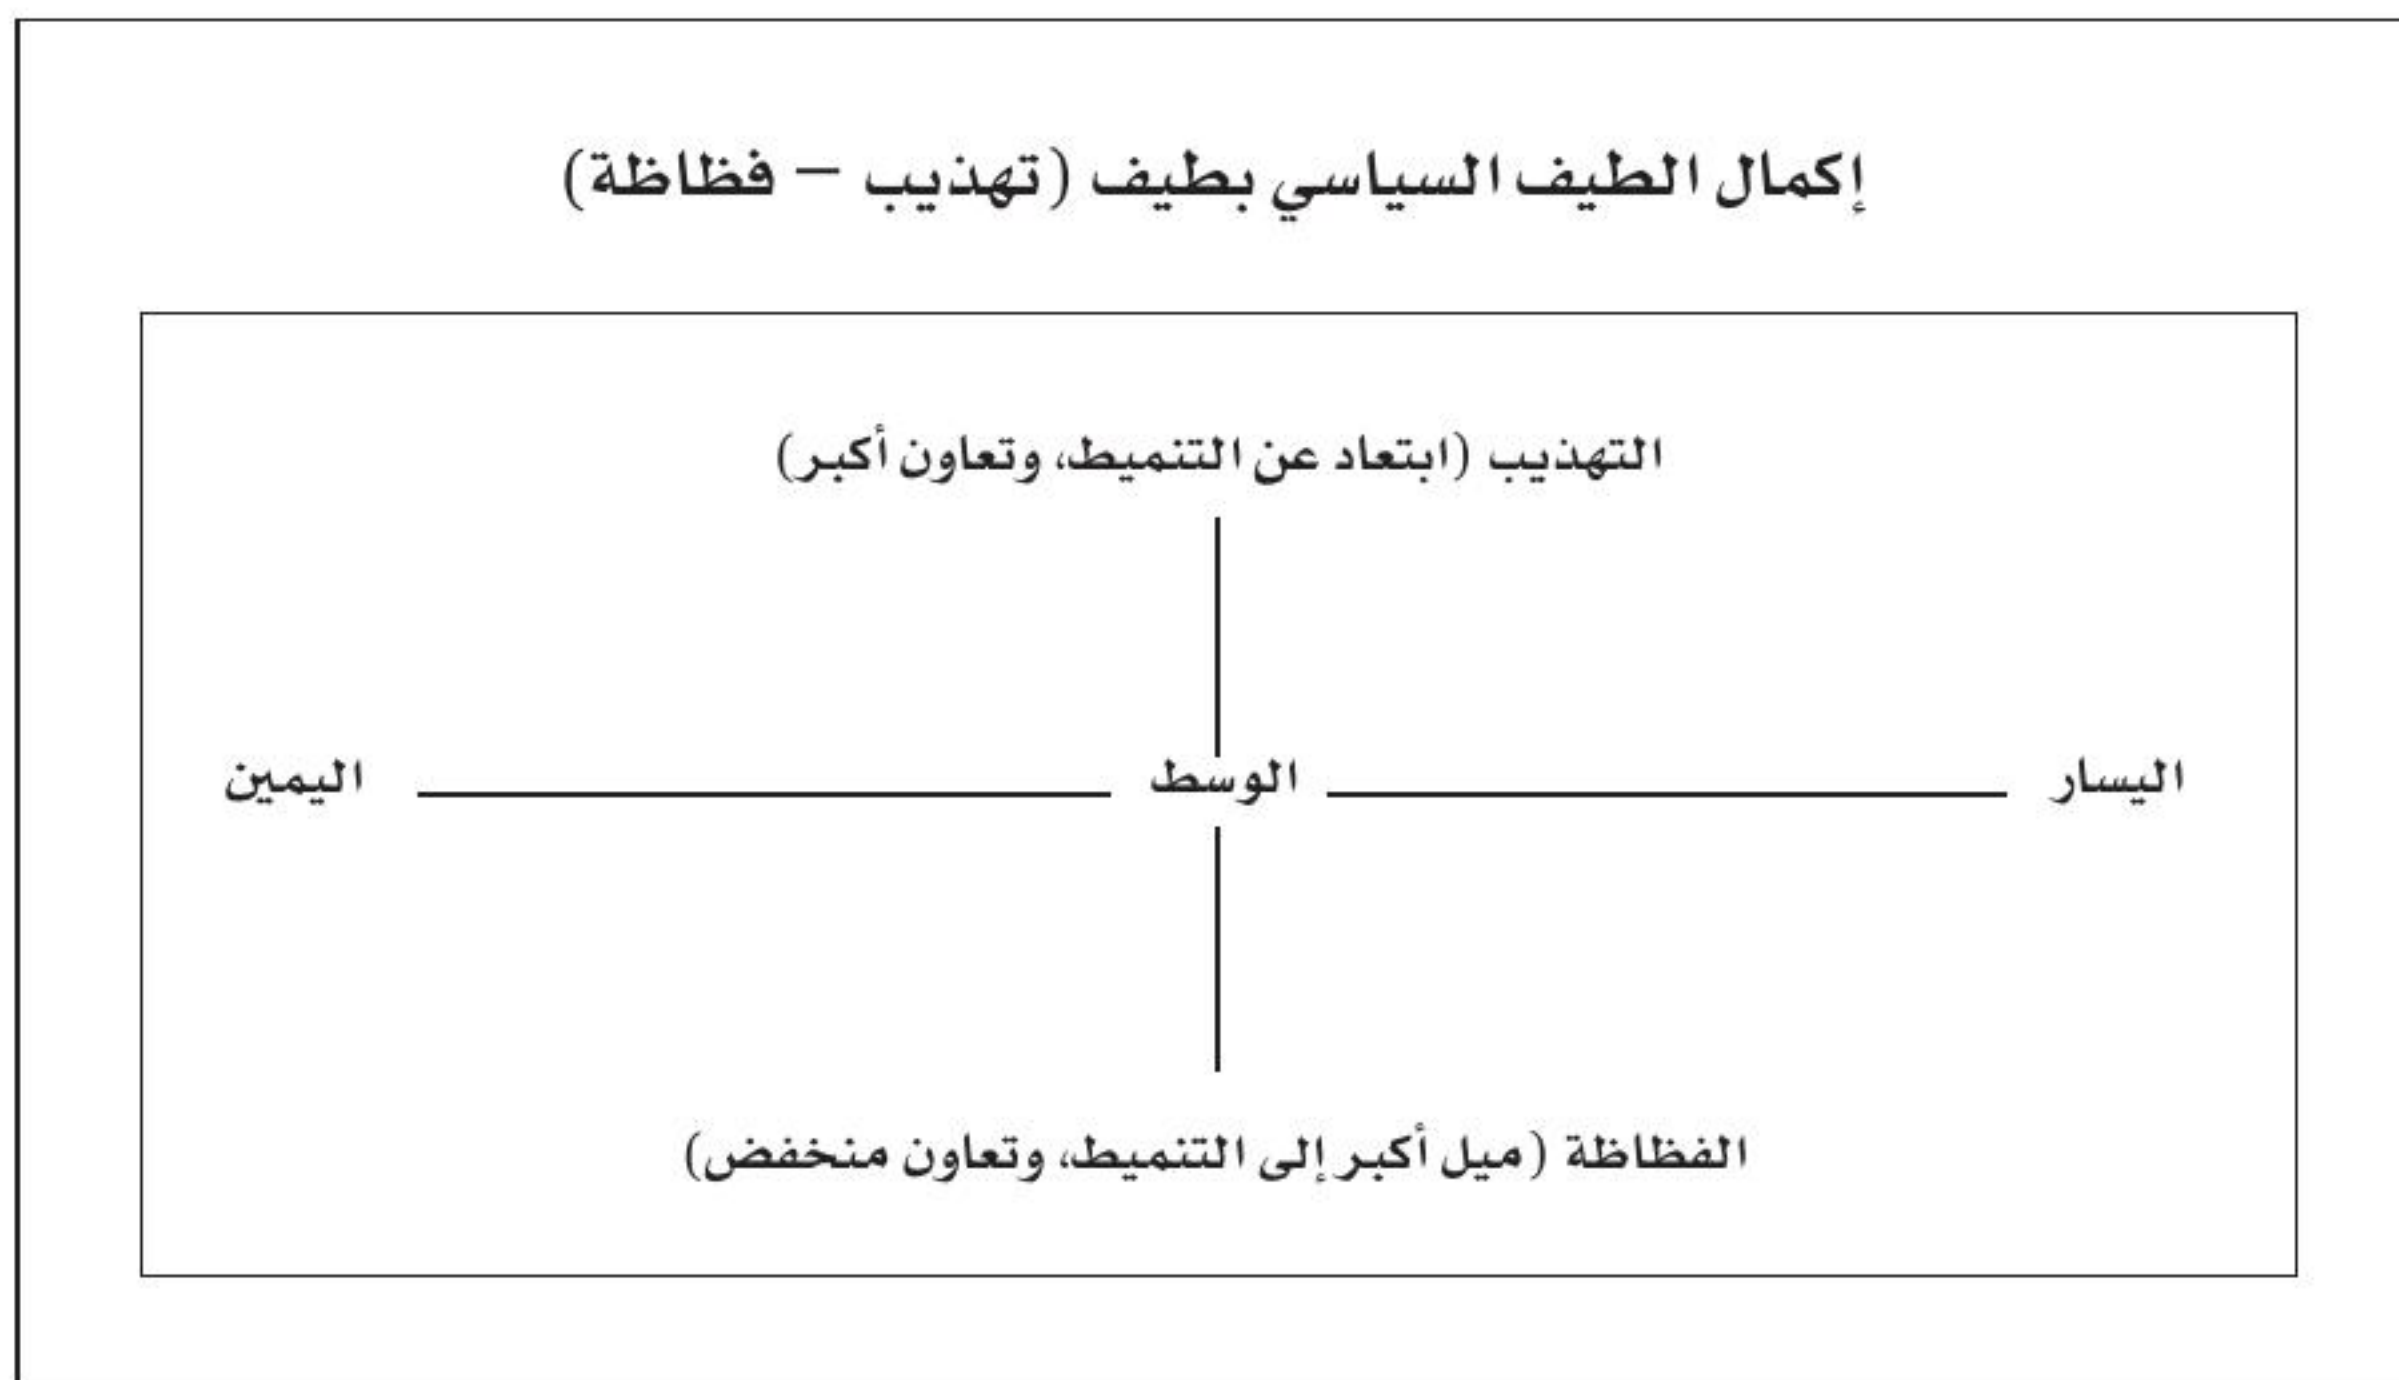 إكمال الطيف السياسي بطيف (تهذيب – فظاظة)
التهذيب (ابتعاد عن التنميط، وتعاون أكبر)
اليسار الوسط اليمين
الفظاظة (ميل أكبر إلى التنميط، وتعاون منخفض)